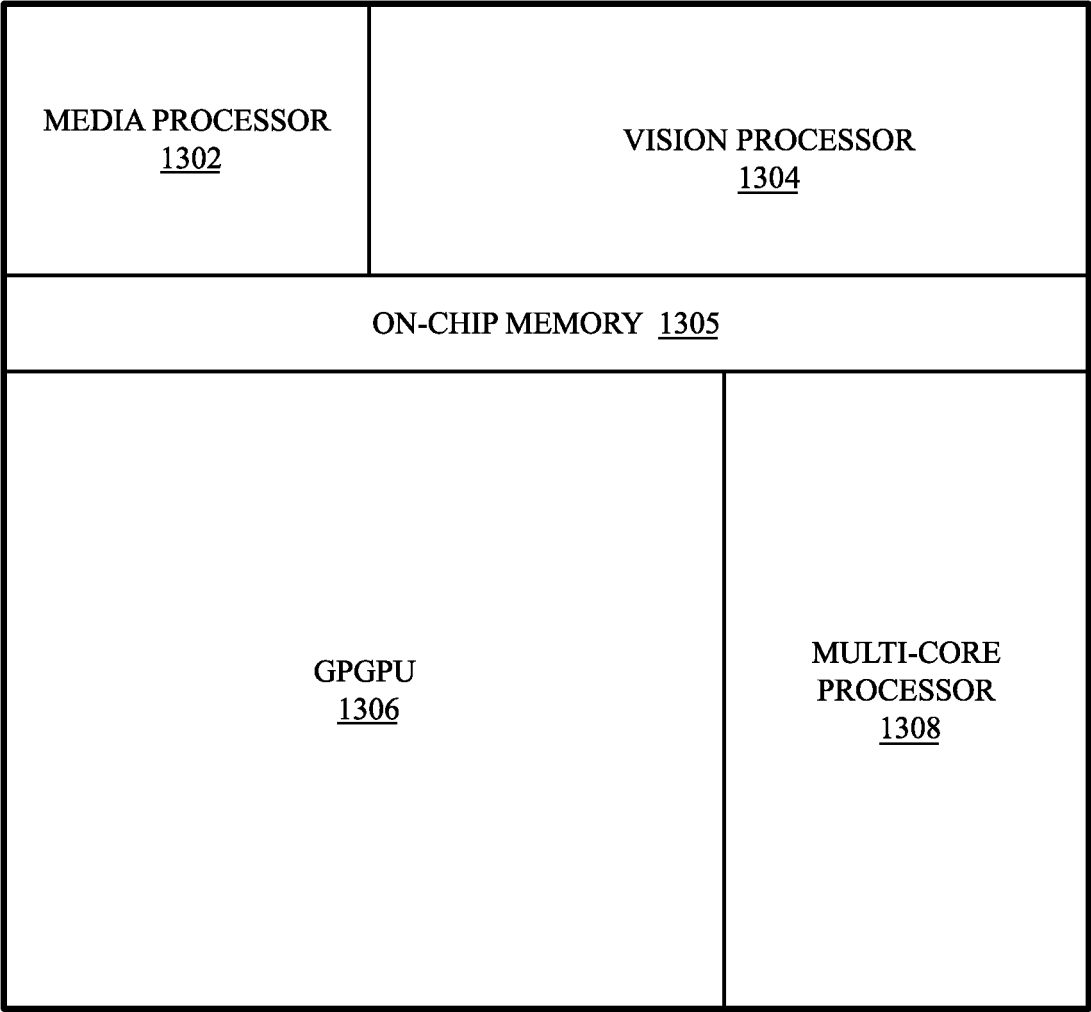 MEDIA PROCESSOR
1302
VISION PROCESSOR
1304
ON-CHIP MEMORY 1305
GPGPU
1306
MULTI-CORE
PROCESSOR
1308